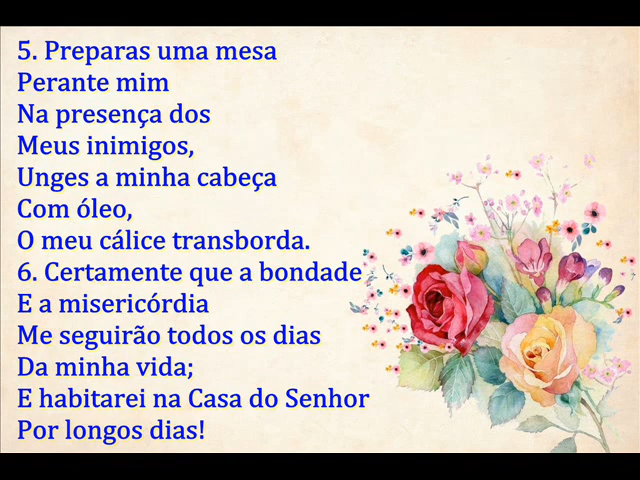 5. Preparas uma mesa
Perante mim
Na presença dos
Meus inimigos,
Unges a minha cabeça
Com óleo,
O meu cálice transborda.
6. Certamente que a bondade
E a misericórdia
Me seguirão todos os dias
Da minha vida;
E habitarei na Casa do Senhor
Por longos dias!